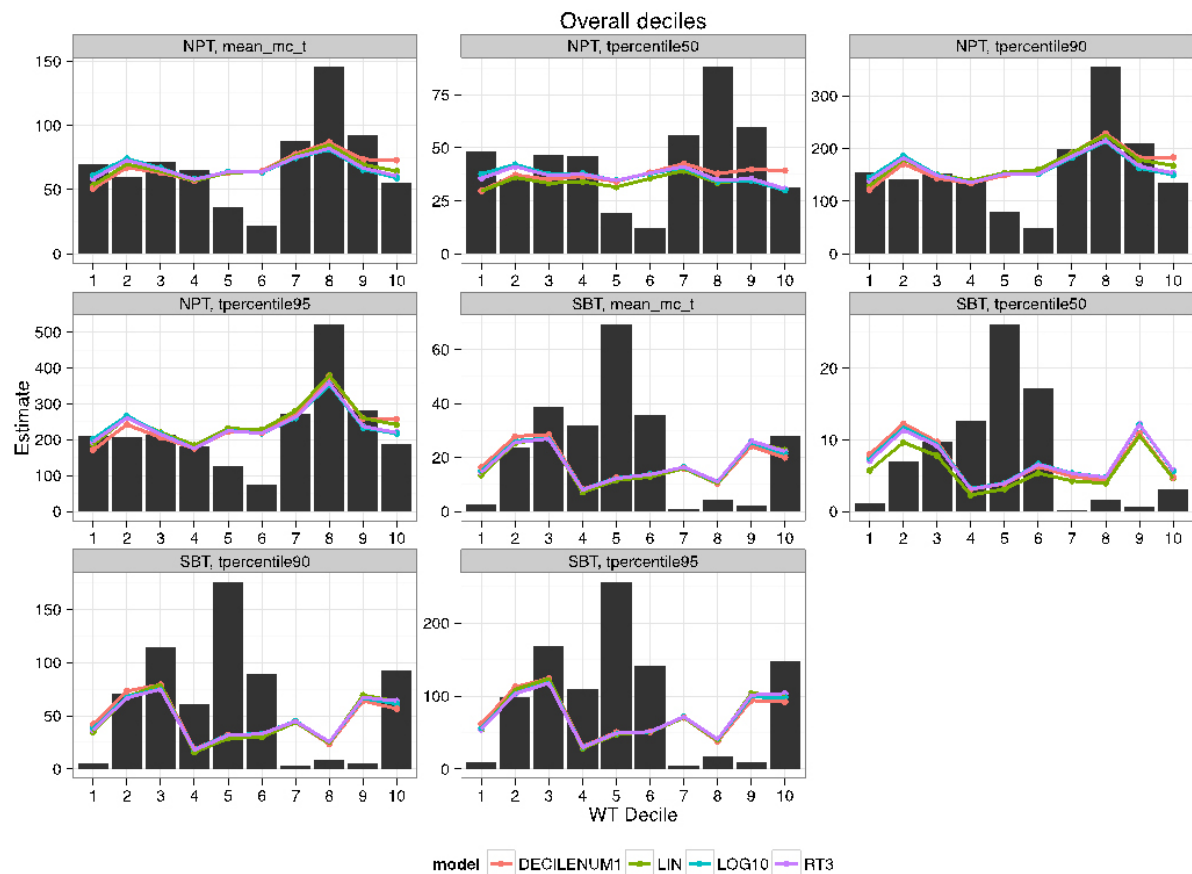 Overall deciles
NPT, mean_mc_t
NPT, tpercentile50
NPT, tpercentile90
150
100
50
0
75
50
25
0
300
200
100
0
1 2 3 4 5 6 7 8 9 10
1 2 3 4 5 6 7 8 9 10
1 2 3 4 5 6 7 8 9 10
NPT, tpercentile95
SBT, mean_mc_t
SBT, tpercentile50
500
400
300
200
100
0
60
40
20
0
20
10
0
1 2 3 4 5 6 7 8 9 10
1 2 3 4 5 6 7 8 9 10
1 2 3 4 5 6 7 8 9 10
Estimate
SBT, tpercentile90
SBT, tpercentile95
150
100
50
0
200
100
0
1 2 3 4 5 6 7 8 9 10
1 2 3 4 5 6 7 8 9 10
WT Decile
model DECILENUM1 LIN LOG10 RT3